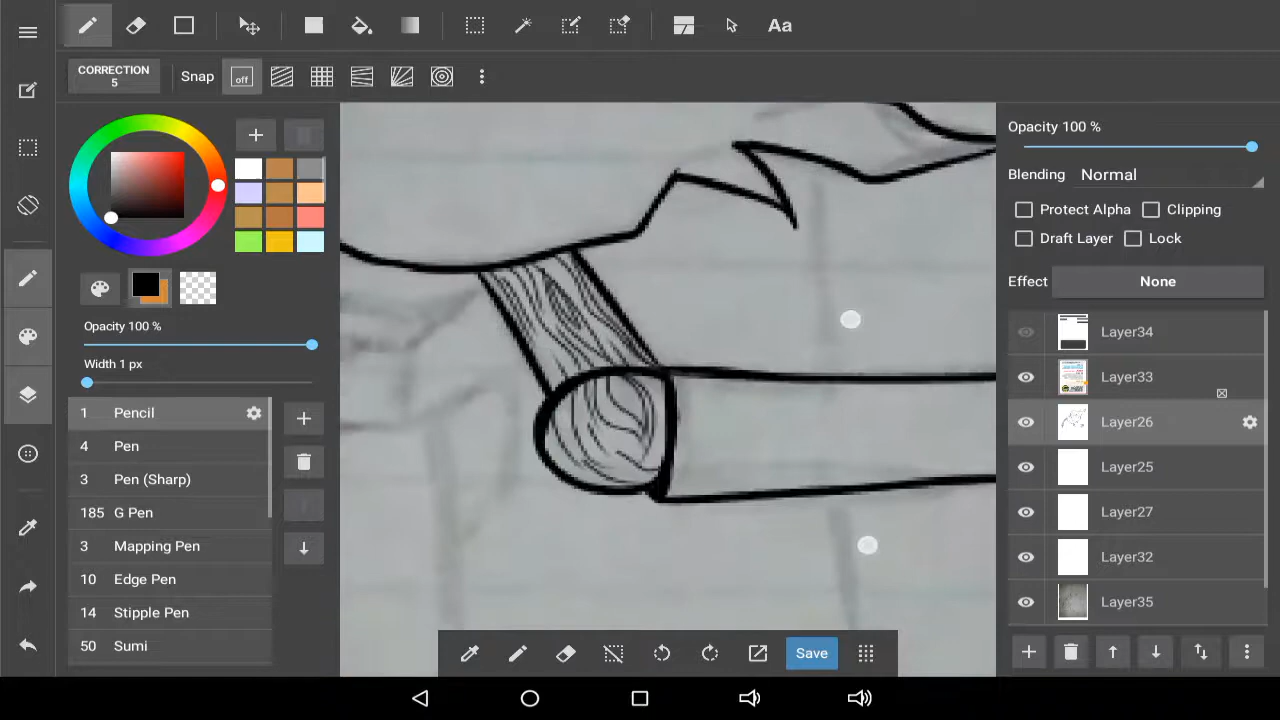 Aa
CORRECTION
5
Snap
off
Opacity 100 %
Width 1 px
1 Pencil
4 Pen
3 Pen (Sharp)
185 G Pen
3 Mapping Pen
10 Edge Pen
14 Stipple Pen
50 Sumi
Save
Opacity 100 %
Blending Normal
Protect Alpha Clipping
Draft Layer Lock
Effect None
Layer34
Layer33
Layer26
Layer25
Layer27
Layer32
Layer35